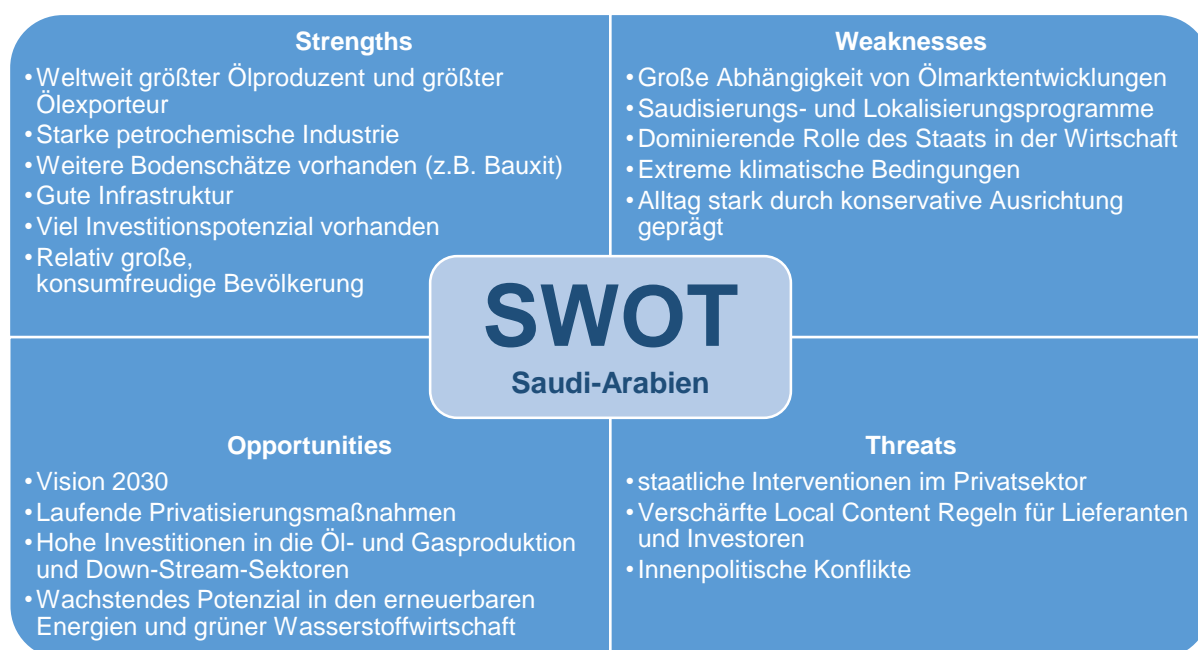 Strengths
•Weltweit größter Ölproduzent und größter
Ölexporteur
•Starke petrochemische Industrie
•Weitere Bodenschätze vorhanden (z.B. Bauxit)
•Gute Infrastruktur
•Viel Investitionspotenzial vorhanden
•Relativ große,
konsumfreudige Bevölkerung
Weaknesses
•Große Abhängigkeit von Ölmarktentwicklungen
•Saudisierungs- und Lokalisierungsprogramme
•Dominierende Rolle des Staats in der Wirtschaft
•Extreme klimatische Bedingungen
•Alltag stark durch konservative Ausrichtung
geprägt
SWOT
Saudi-Arabien
Opportunities
•Vision 2030
•Laufende Privatisierungsmaßnahmen
•Hohe Investitionen in die Öl- und Gasproduktion
und Down-Stream-Sektoren
•Wachstendes Potenzial in den erneuerbaren
Energien und grüner Wasserstoffwirtschaft
Threats
•staatliche Interventionen im Privatsektor
•Verschärfte Local Content Regeln für Lieferanten
und Investoren
•Innenpolitische Konflikte